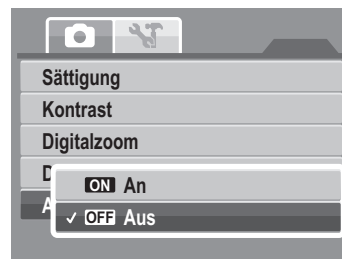 Sättigung
Kontrast
Digitalzoom
D
ON An
A
✓ OFF Aus